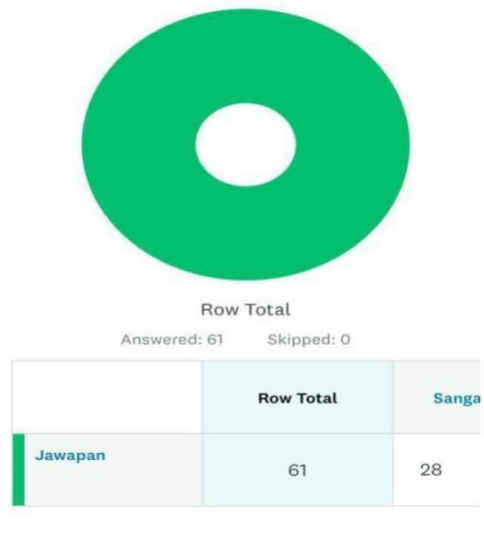 Row Total
Answered: 61 Skipped: 0
Row Total Sanga
Jawapan 61 28